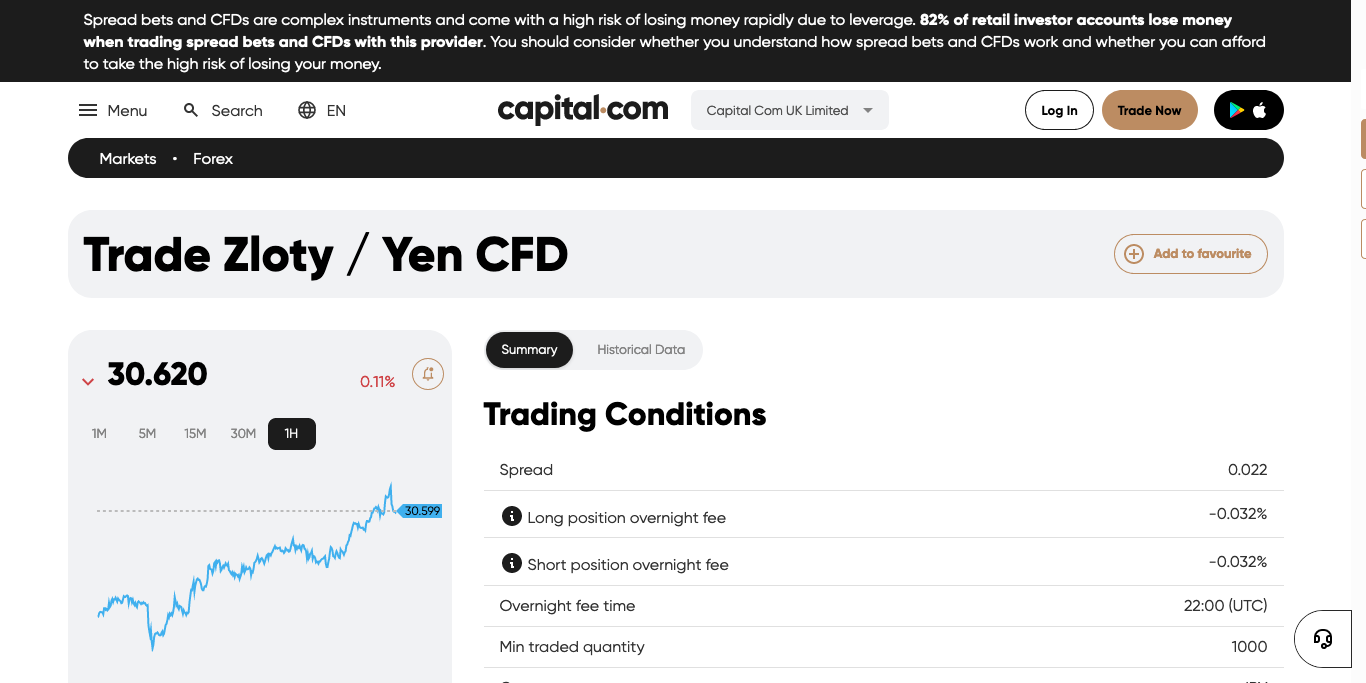 Spread bets and CFDs are complex instruments and come with a high risk of losing money rapidly due to leverage. 82% of retail investor accounts lose money
when trading spread bets and CFDs with this provider. You should consider whether you understand how spread bets and CFDs work and whether you can afford
to take the high risk of losing your money.
Menu
Search
EN
capital.com
Capital Com UK Limited
Log In
Trade Now
Markets • Forex
Trade Zloty / Yen CFD
Add to favourite
30.620
0.11%
1M 5M 15M 30M 1H
30.599
Summary
Historical Data
Trading Conditions
Spread 0.022
Long position overnight fee -0.032%
Short position overnight fee -0.032%
Overnight fee time 22:00 (UTC)
Min traded quantity 1000